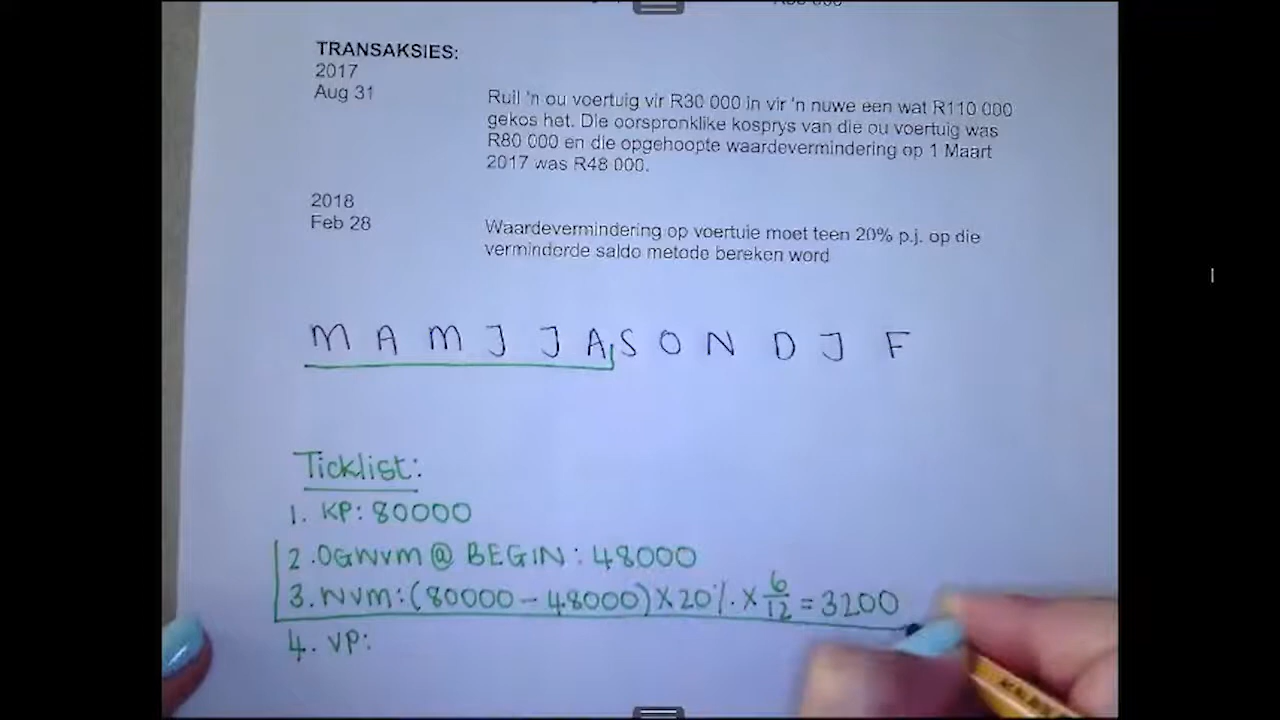 TRANSAKSIES:
2017
Aug 31
Ruil 'n ou voertuig vir R30 000 in vir 'n nuwe een wat R110 000
gekos het. Die oorspronklike kosprys van die ou voertuig was
R80 000 en die opgehoopte waardevermindering op 1 Maart
2017 was R48 000.
2018
Feb 28
Waardevermindering op voertuie moet teen 20% p.j. op die
verminderde saldo metode bereken word
M A M J J A S O N D J F
Ticklist:
1. KP: 80000
2. OGWVM @ BEGIN: 48000
3. WVM: (80000 - 48000) X 20% X 6/12 = 3200
4. VP: